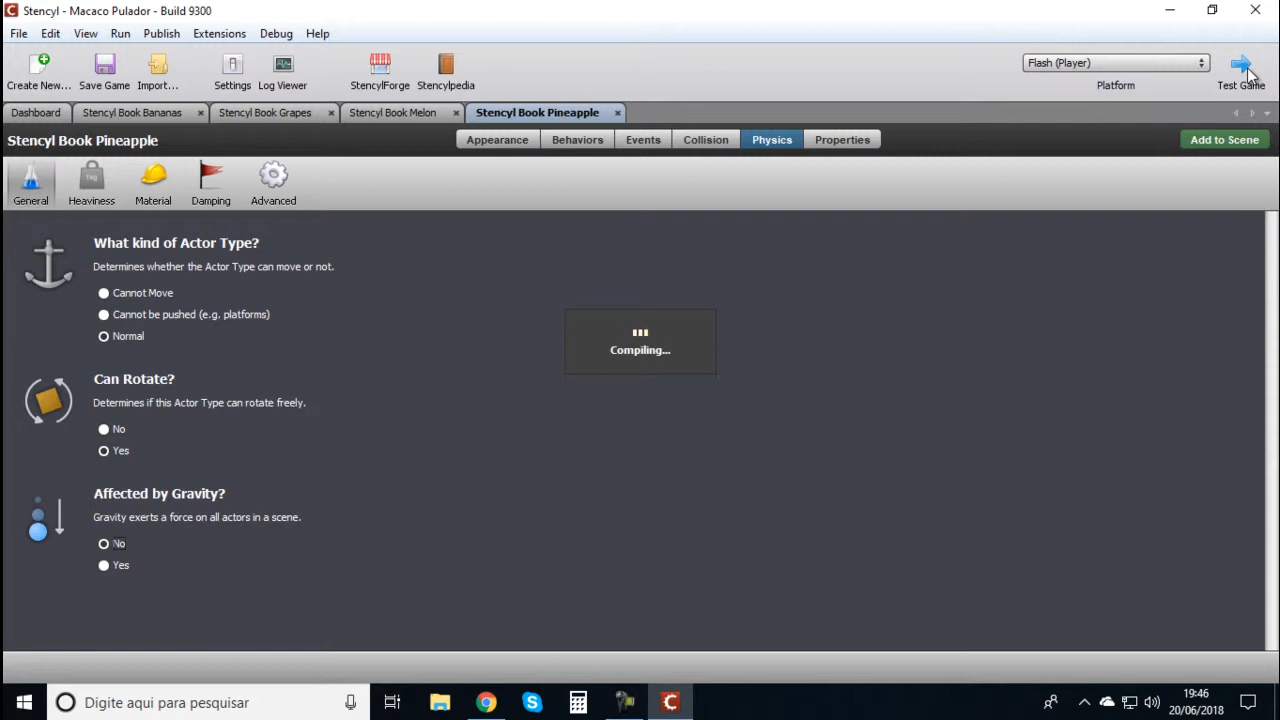 Stencyl - Macaco Pulador - Build 9300
File Edit View Run Publish Extensions Debug Help
Create New... Save Game Import... Settings Log Viewer StencylForge Stencylpedia Flash (Player) Platform Test Game
Dashboard Stencyl Book Bananas Stencyl Book Grapes Stencyl Book Melon Stencyl Book Pineapple
Stencyl Book Pineapple Appearance Behaviors Events Collision Physics Properties Add to Scene
1kg
General Heaviness Material Damping Advanced
What kind of Actor Type?
Determines whether the Actor Type can move or not.
Cannot Move
Cannot be pushed (e.g. platforms)
Normal
Compiling...
Can Rotate?
Determines if this Actor Type can rotate freely.
No
Yes
Affected by Gravity?
Gravity exerts a force on all actors in a scene.
No
Yes
Digite aqui para pesquisar
19:46
20/06/2018